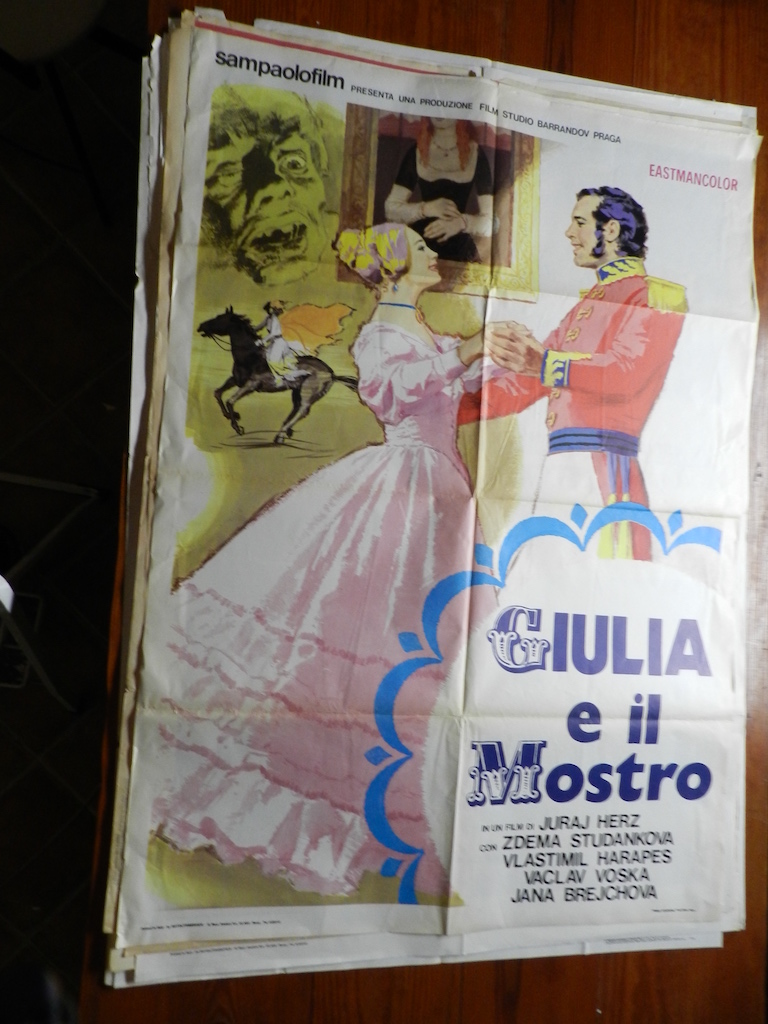 sampaolofilm PRESENTA UNA PRODUZIONE FILM STUDIO BARRANDOV PRAGA
EASTMANCOLOR
GIULIA
e il
Mostro
IN UN FILM DI JURAJ HERZ
CON ZDEMA STUDANKOVA
VLASTIMIL HARAPES
VACLAV VOSKA
JANA BREJCHOVA